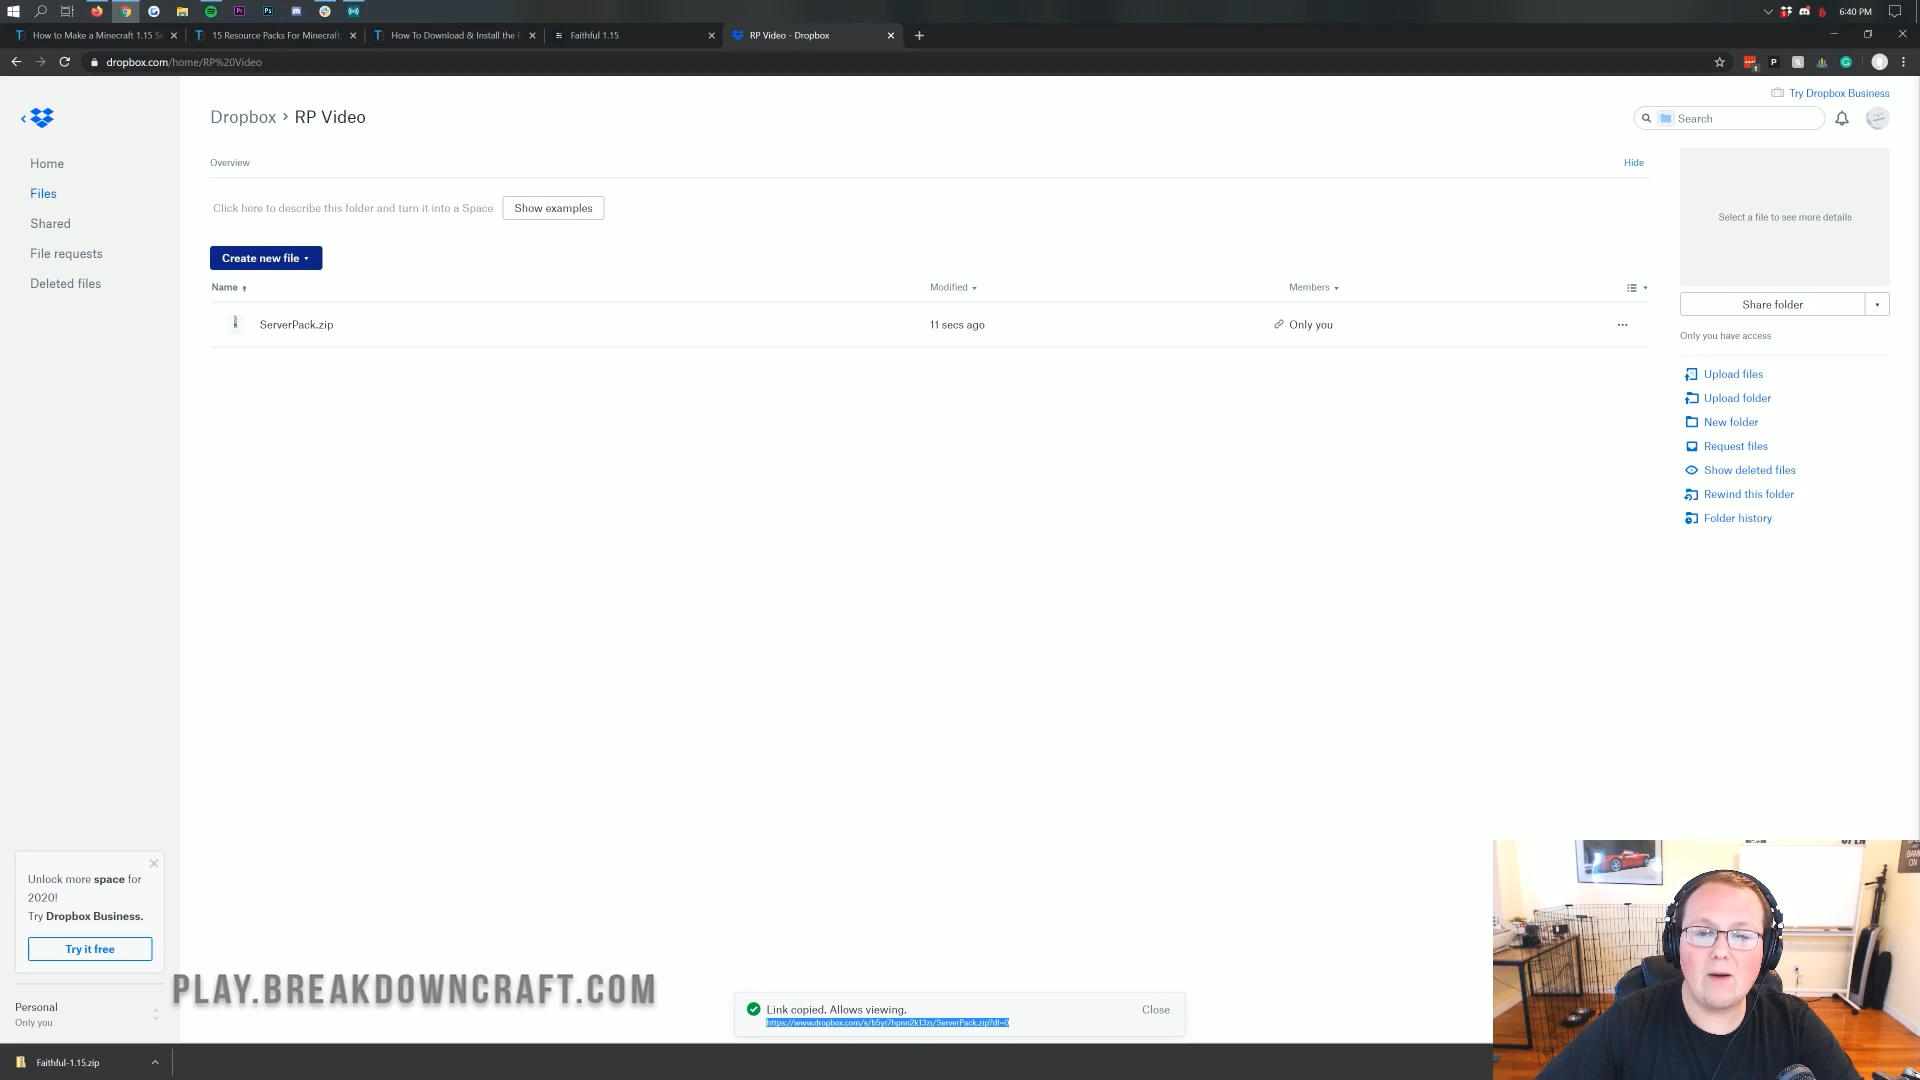 6:40 PM
How to Make a Minecraft 1.15 Se
15 Resource Packs For Minecraft
How To Download & Install the F
Faithful 1.15
RP Video - Dropbox
dropbox.com/home/RP%20Video
Try Dropbox Business
Dropbox › RP Video
Search
Home
Files
Shared
File requests
Deleted files
Overview
Hide
Click here to describe this folder and turn it into a Space
Show examples
Select a file to see more details
Create new file
Name
Modified
Members
ServerPack.zip
11 secs ago
Only you
Share folder
Only you have access
Upload files
Upload folder
New folder
Request files
Show deleted files
Rewind this folder
Folder history
Unlock more space for
2020!
Try Dropbox Business.
Try it free
PLAY.BREAKDOWNCRAFT.COM
Personal
Only you
Link copied. Allows viewing.
Close
https://www.dropbox.com/s/b5yt7hpnn2k13zj/ServerPack.zip?dl=0
Faithful-1.15.zip